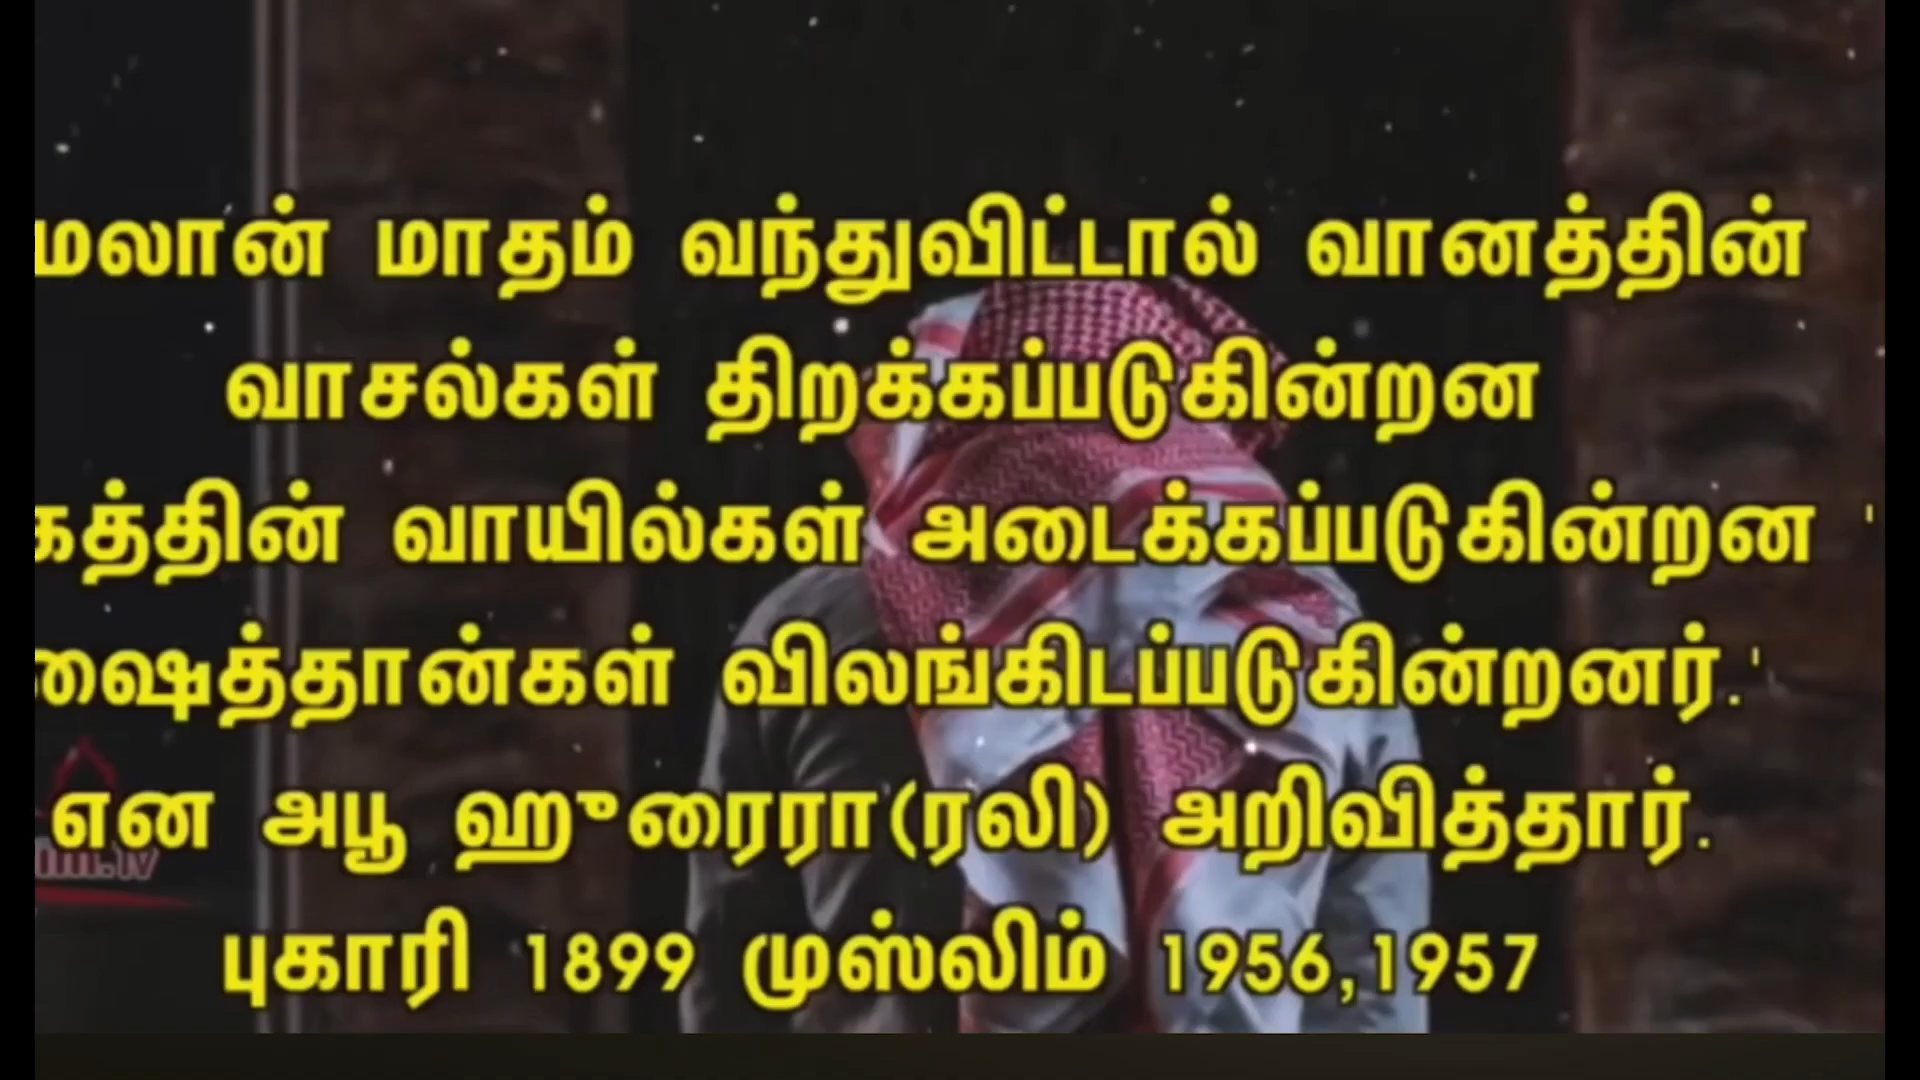 மலான் மாதம் வந்துவிட்டால் வானத்தின்
வாசல்கள் திறக்கப்படுகின்றன
கத்தின் வாயில்கள் அடைக்கப்படுகின்றன '
ஷைத்தான்கள் விலங்கிடப்படுகின்றனர்.'
என அபூ ஹுரைரா(ரலி) அறிவித்தார்.
புகாரி 1899 முஸ்லிம் 1956,1957